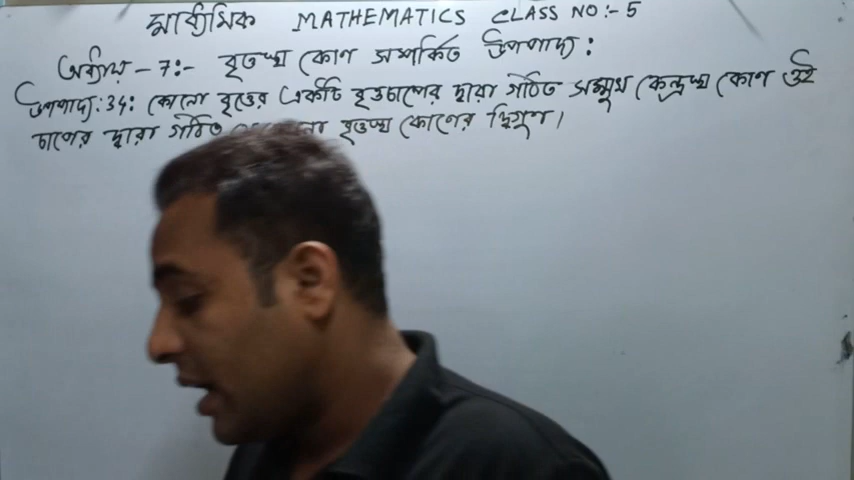 মাধ্যমিক MATHEMATICS CLASS NO:- 5
অধ্যায় - 7:- বৃত্তস্থ কোণ সম্পর্কিত উপপাদ্য:
উপপাদ্য: 34: কোনো বৃত্তের একটি বৃত্তচাপের দ্বারা গঠিত সম্মুখ কেন্দ্রস্থ কোণ ওই
চাপের দ্বারা গঠিত বৃত্তস্থ কোণের দ্বিগুণ।